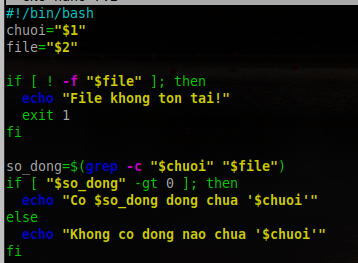 #!/bin/bash
chuoi="$1"
file="$2"

if [ ! -f "$file" ]; then
  echo "File khong ton tai!"
  exit 1
fi

so_dong=$(grep -c "$chuoi" "$file")
if [ "$so_dong" -gt 0 ]; then
  echo "Co $so_dong dong chua '$chuoi'"
else
  echo "Khong co dong nao chua '$chuoi'"
fi